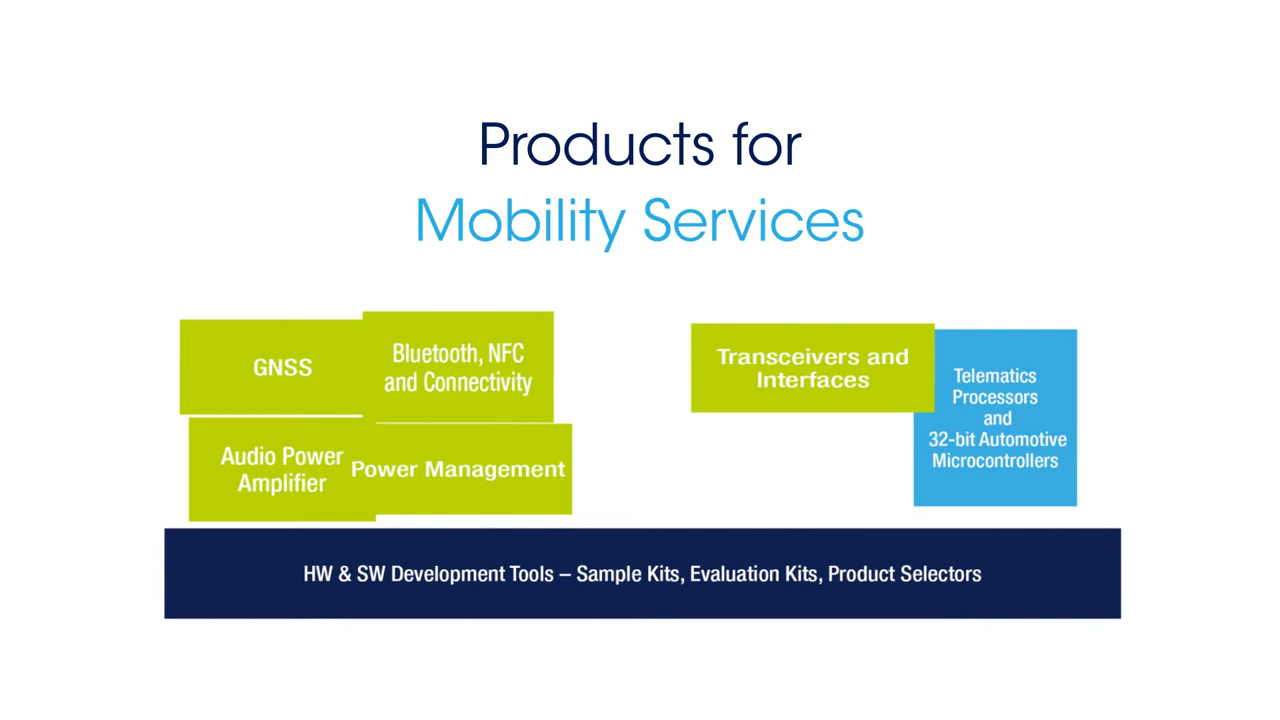 Products for
Mobility Services
GNSS
Bluetooth, NFC
and Connectivity
Audio Power
Amplifier
Power Management
Transceivers and
Interfaces
Telematics
Processors
and
32-bit Automotive
Microcontrollers
HW & SW Development Tools – Sample Kits, Evaluation Kits, Product Selectors